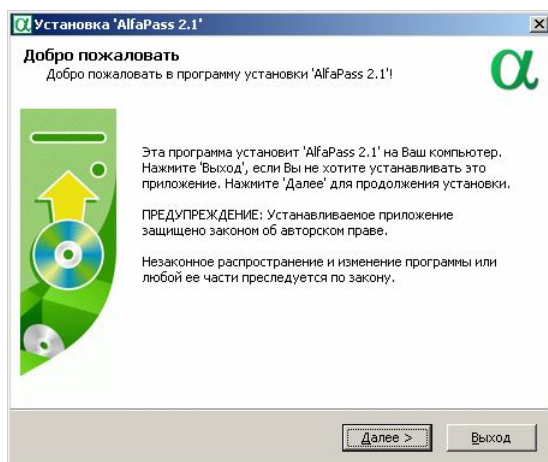 Установка 'AlfaPass 2.1'
Добро пожаловать
Добро пожаловать в программу установки 'AlfaPass 2.1'!
α
Эта программа установит 'AlfaPass 2.1' на Ваш компьютер.
Нажмите 'Выход', если Вы не хотите устанавливать это
приложение. Нажмите 'Далее' для продолжения установки.
ПРЕДУПРЕЖДЕНИЕ: Устанавливаемое приложение
защищено законом об авторском праве.
Незаконное распространение и изменение программы или
любой ее части преследуется по закону.
Далее >
Выход